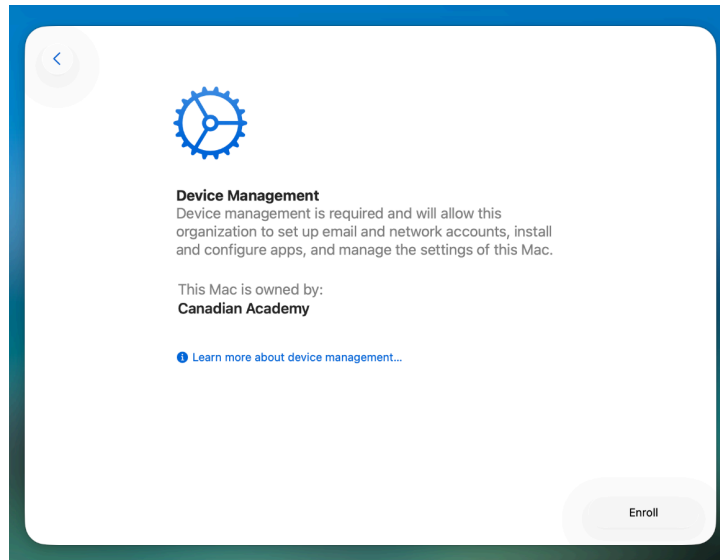 Device Management
Device management is required and will allow this
organization to set up email and network accounts, install
and configure apps, and manage the settings of this Mac.
This Mac is owned by:
Canadian Academy
Learn more about device management...
Enroll